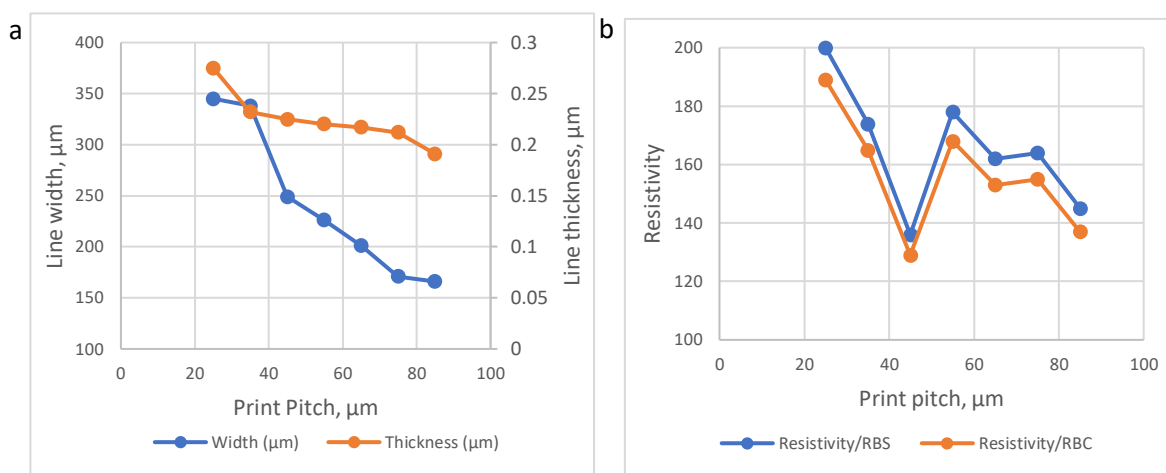 a
400
350
300
250
200
150
100
Line width, µm
0.3
0.25
0.2
0.15
0.1
0.05
0
Line thickness, µm
0 20 40 60 80 100
Print Pitch, µm
Width (µm) Thickness (µm)
b
200
180
160
140
120
100
Resistivity
0 20 40 60 80 100
Print pitch, µm
Resistivity/RBS Resistivity/RBC